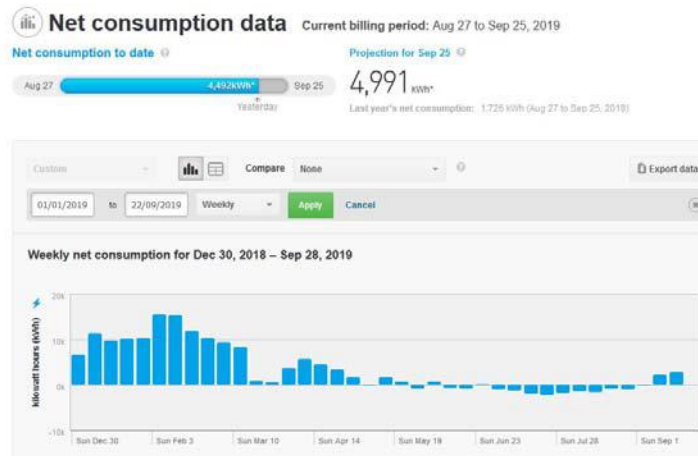 Net consumption data Current billing period: Aug 27 to Sep 25, 2019
Net consumption to date
Projection for Sep 25
Aug 27 4,492kWh* Sep 25
Yesterday
4,991 kWh*
Last year's net consumption: 1,726 kWh (Aug 27 to Sep 25, 2018)
Custom Compare None Export data
01/01/2019 to 22/09/2019 Weekly Apply Cancel
Weekly net consumption for Dec 30, 2018 – Sep 28, 2019
kilowatt hours (kWh)
20k
10k
0k
-10k
Sun Dec 30 Sun Feb 3 Sun Mar 10 Sun Apr 14 Sun May 19 Sun Jun 23 Sun Jul 28 Sun Sep 1